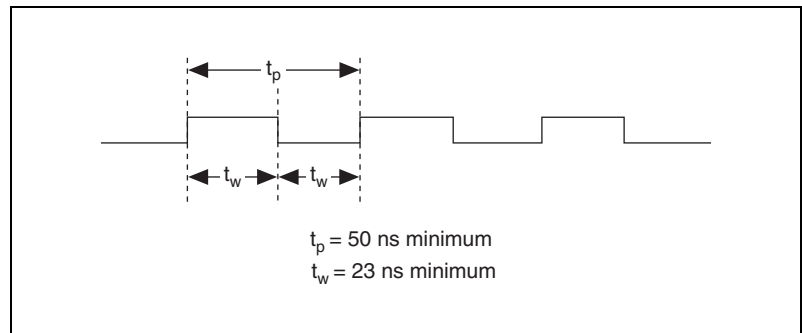 tp
tw tw
tp = 50 ns minimum
tw = 23 ns minimum